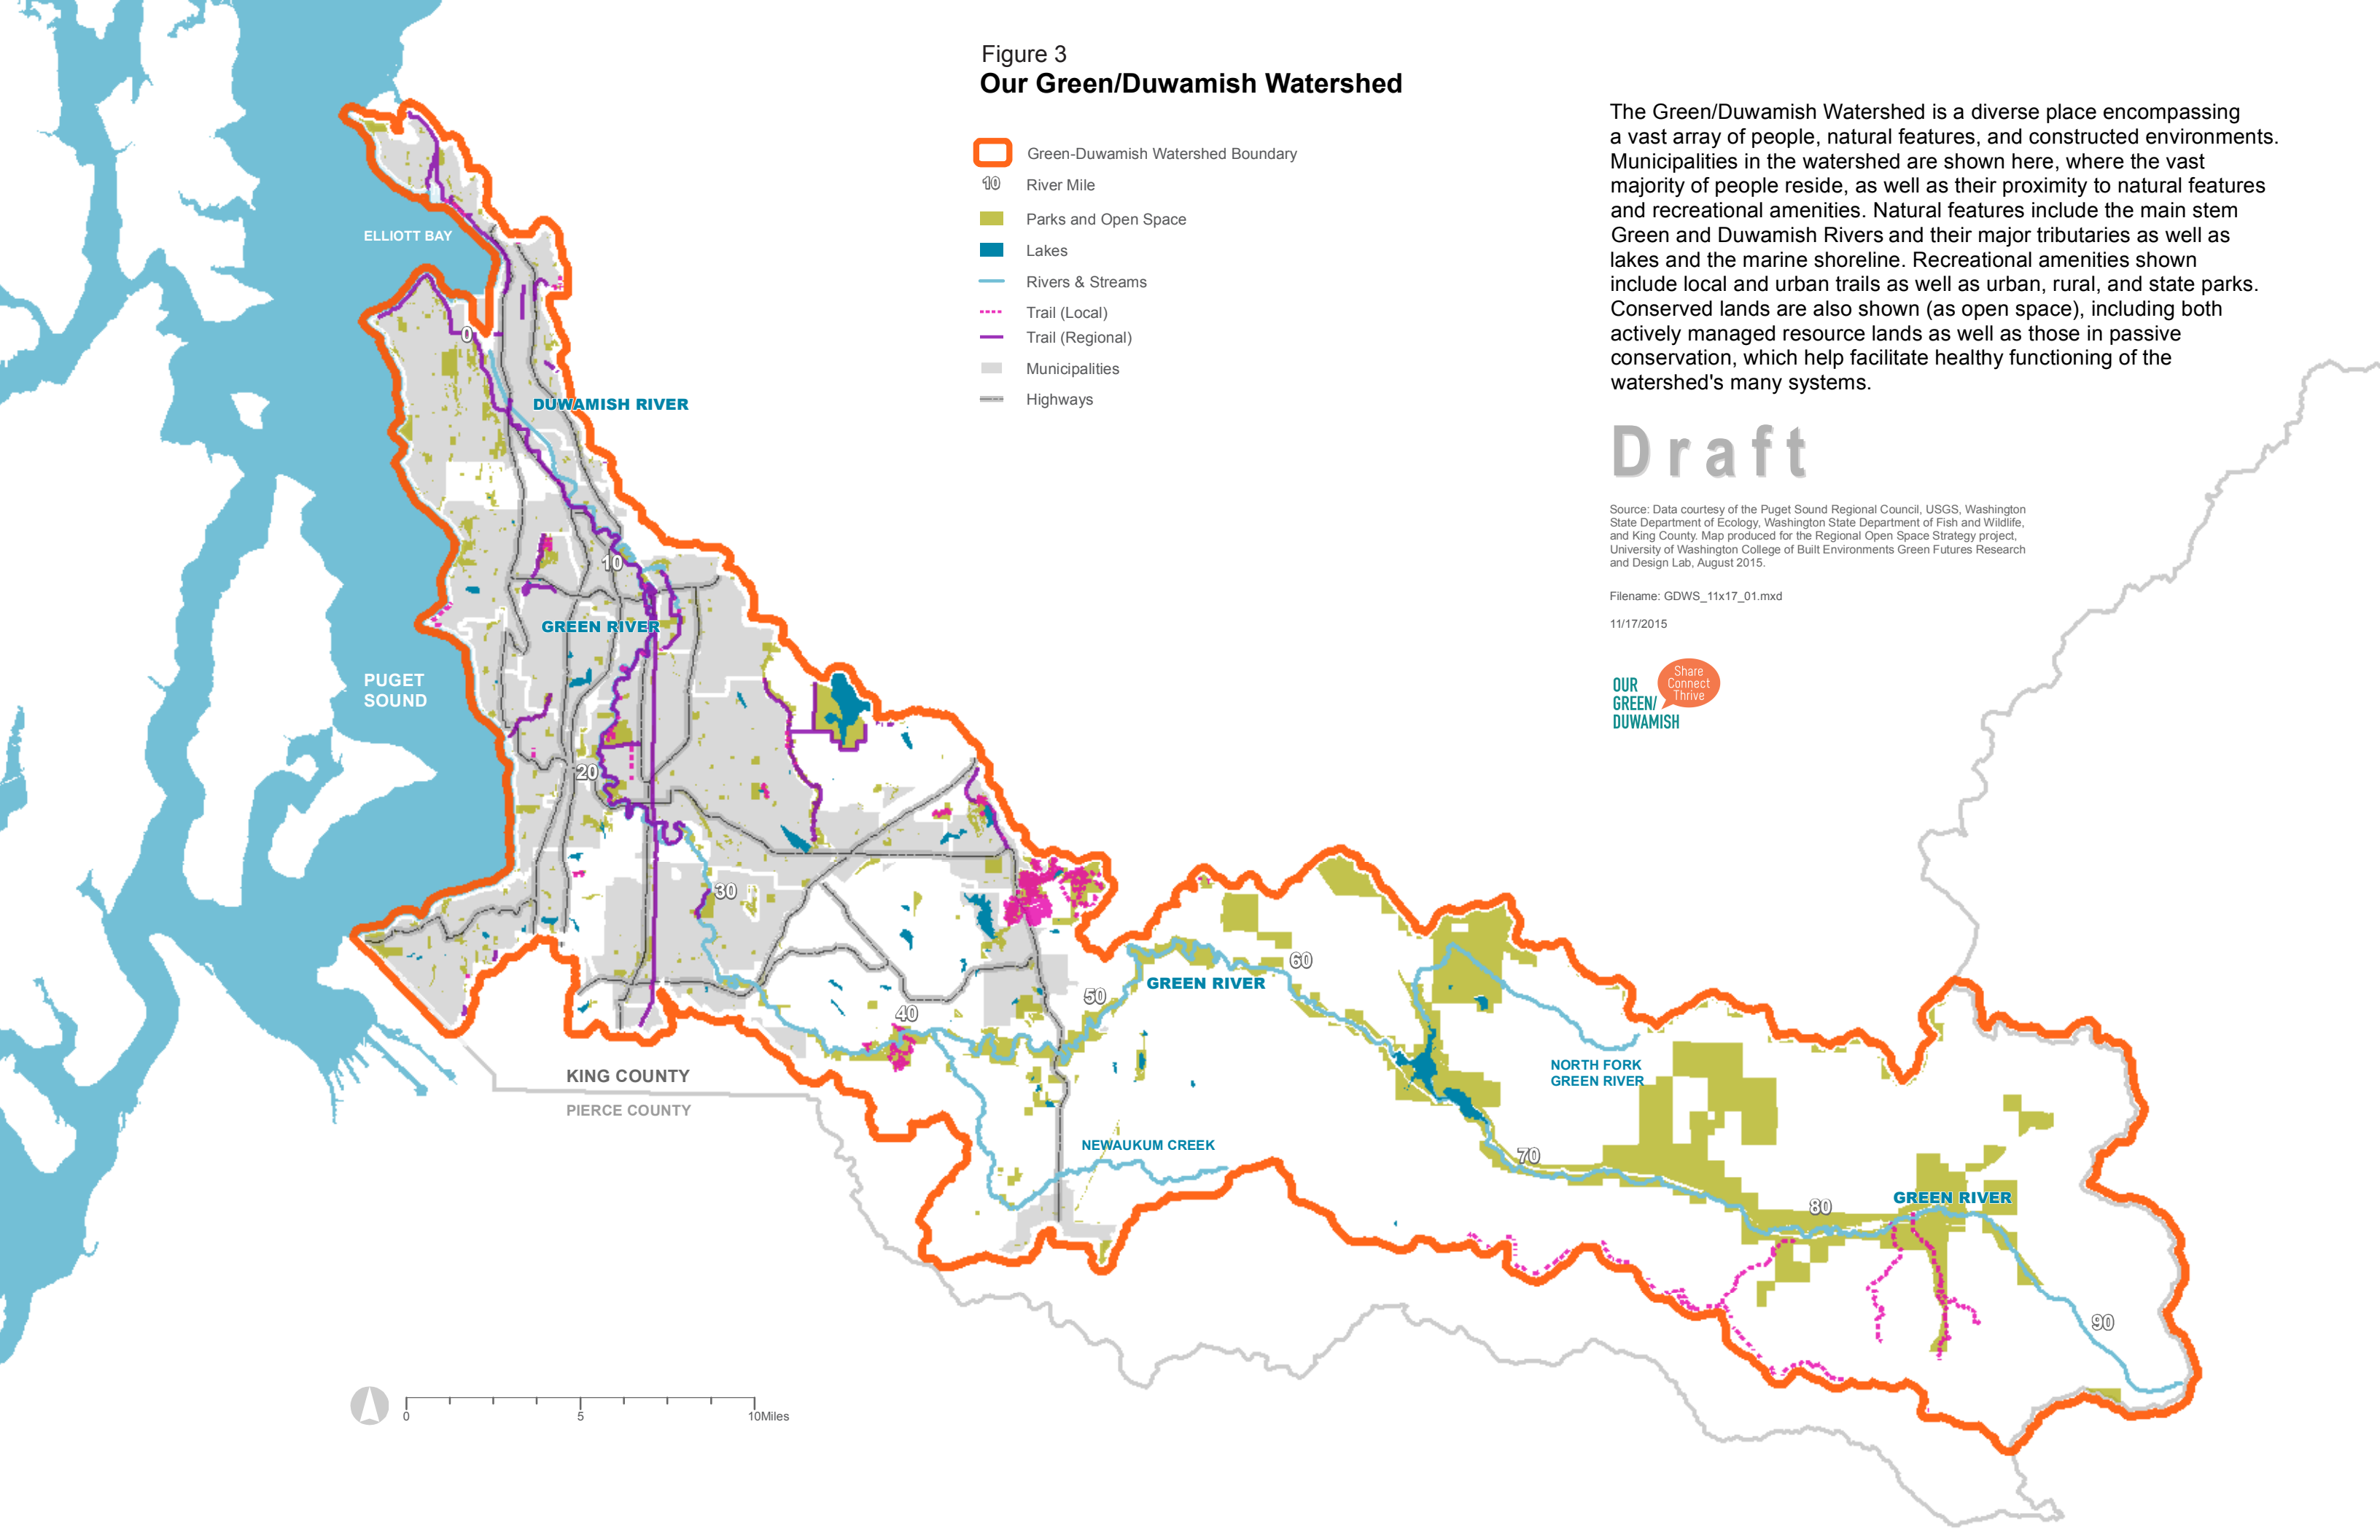 Figure 3
Our Green/Duwamish Watershed
Green-Duwamish Watershed Boundary
10 River Mile
Parks and Open Space
Lakes
Rivers & Streams
Trail (Local)
Trail (Regional)
Municipalities
Highways
The Green/Duwamish Watershed is a diverse place encompassing
a vast array of people, natural features, and constructed environments.
Municipalities in the watershed are shown here, where the vast
majority of people reside, as well as their proximity to natural features
and recreational amenities. Natural features include the main stem
Green and Duwamish Rivers and their major tributaries as well as
lakes and the marine shoreline. Recreational amenities shown
include local and urban trails as well as urban, rural, and state parks.
Conserved lands are also shown (as open space), including both
actively managed resource lands as well as those in passive
conservation, which help facilitate healthy functioning of the
watershed's many systems.
Draft
Source: Data courtesy of the Puget Sound Regional Council, USGS, Washington
State Department of Ecology, Washington State Department of Fish and Wildlife,
and King County. Map produced for the Regional Open Space Strategy project,
University of Washington College of Built Environments Green Futures Research
and Design Lab, August 2015.
Filename: GDWS_11x17_01.mxd
11/17/2015
OUR
GREEN/
DUWAMISH
Share
Connect
Thrive
ELLIOTT BAY
0
DUWAMISH RIVER
10
GREEN RIVER
PUGET
SOUND
20
30
40
50
60
GREEN RIVER
NORTH FORK
GREEN RIVER
KING COUNTY
PIERCE COUNTY
NEWAUKUM CREEK
70
80
GREEN RIVER
90
0
5
10Miles